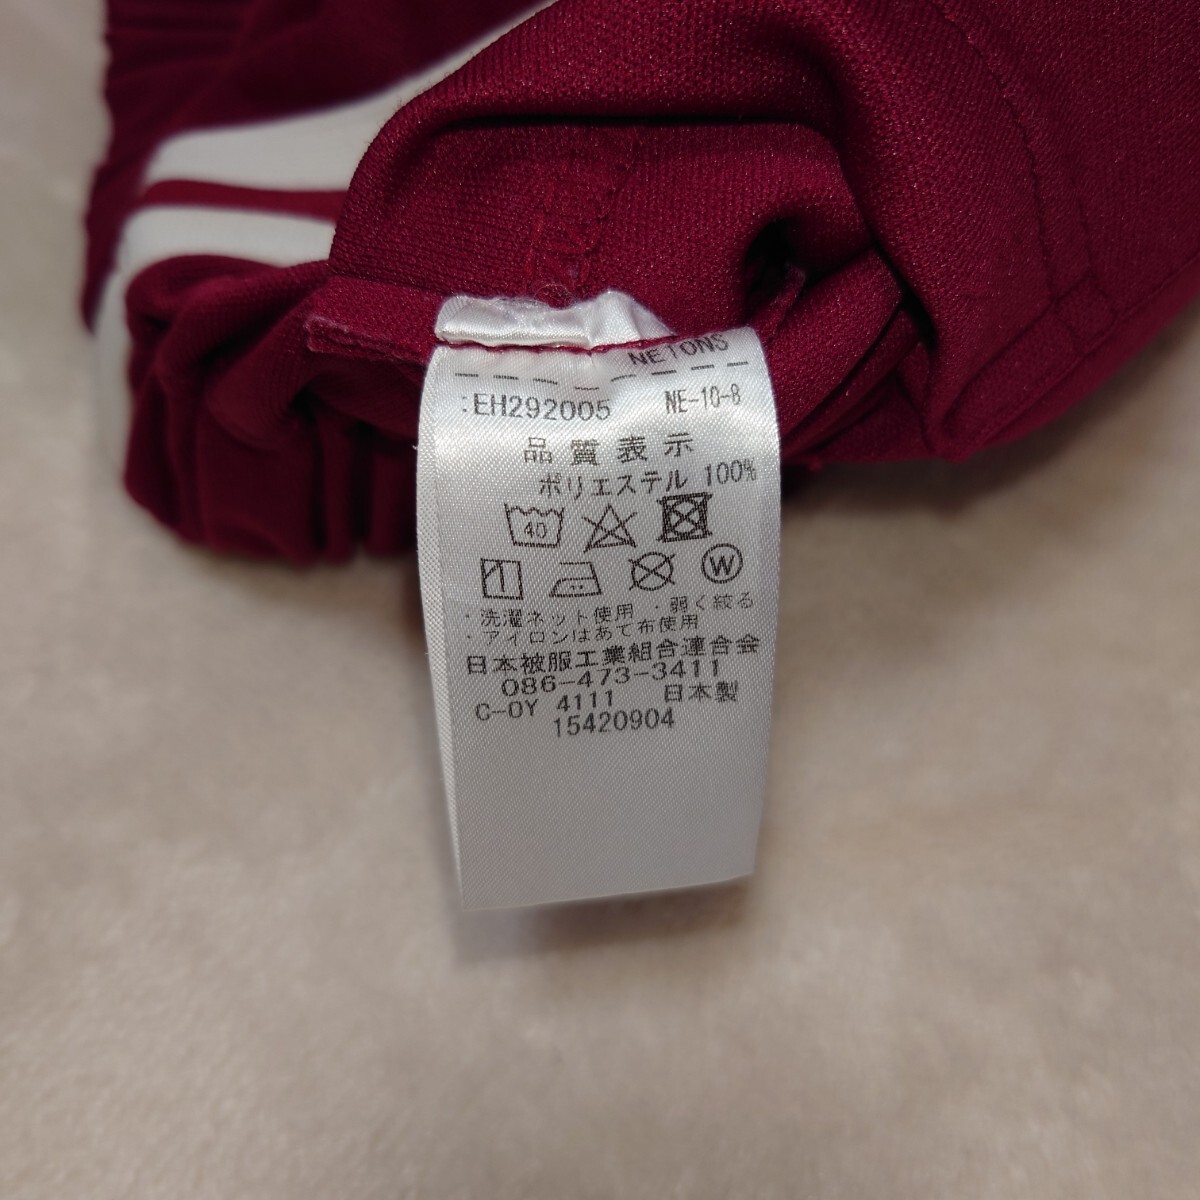 NE10NS
:EH292005 NE-10-8
品質表示
ポリエステル 100%
40
W
・洗濯ネット使用 ・弱く絞る
・アイロンはあて布使用
日本被服工業組合連合会
086-473-3411
C-OY 4111 日本製
15420904